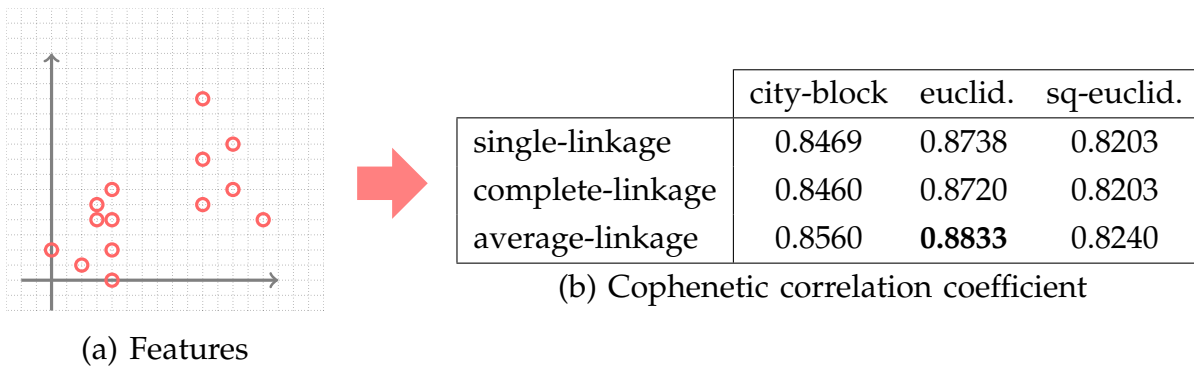 city-block euclid. sq-euclid.
single-linkage 0.8469 0.8738 0.8203
complete-linkage 0.8460 0.8720 0.8203
average-linkage 0.8560 0.8833 0.8240
(b) Cophenetic correlation coefficient
(a) Features